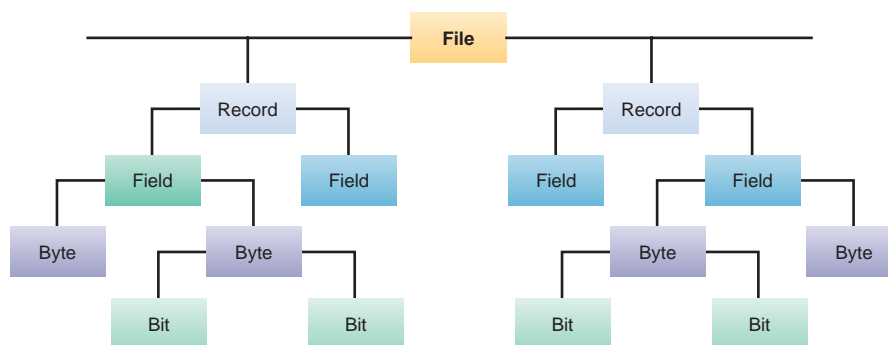 File
Record Record
Field Field Field Field
Byte Byte Byte Byte
Bit Bit Bit Bit